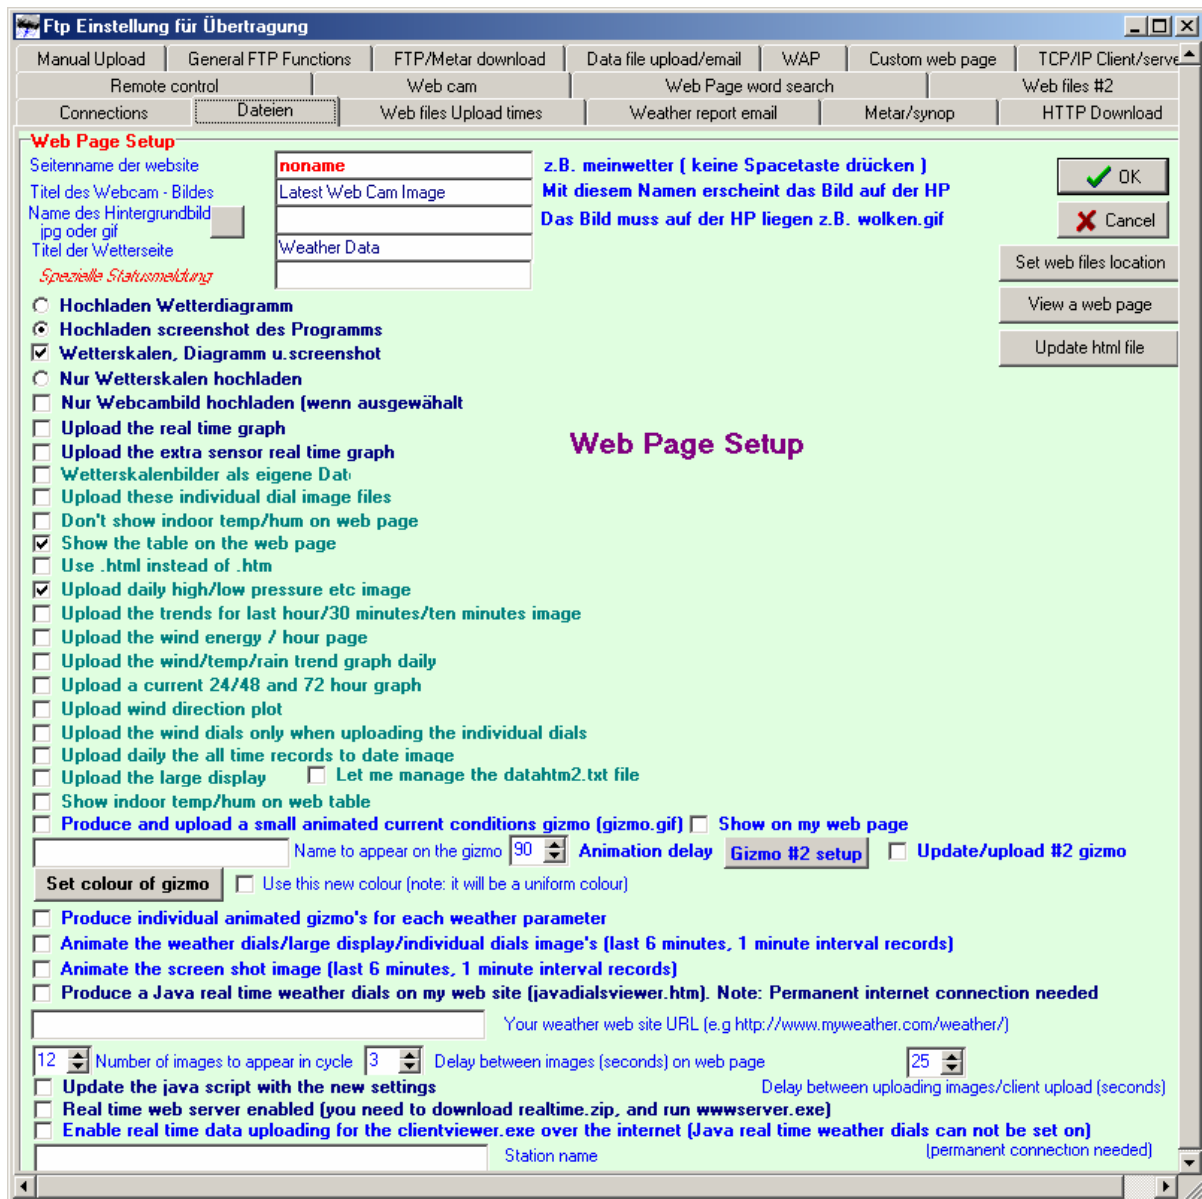 Ftp Einstellung für Übertragung
Manual Upload General FTP Functions FTP/Metar download Data file upload/email WAP Custom web page TCP/IP Client/serve
Remote control Web cam Web Page word search Web files #2
Connections Dateien Web files Upload times Weather report email Metar/synop HTTP Download
Web Page Setup
Seitenname der website noname z.B. meinwetter ( keine Spacetaste drücken )
OK
Titel des Webcam - Bildes Latest Web Cam Image Mit diesem Namen erscheint das Bild auf der HP
Name des Hintergrundbild
jpg oder gif
Das Bild muss auf der HP liegen z.B. wolken.gif
Cancel
Titel der Wetterseite Weather Data
Spezielle Statusmeldung
Set web files location
Hochladen Wetterdiagramm
View a web page
Hochladen screenshot des Programms
Wetterskalen, Diagramm u.screenshot
Update html file
Nur Wetterskalen hochladen
Nur Webcambild hochladen (wenn ausgewähalt
Upload the real time graph
Web Page Setup
Upload the extra sensor real time graph
Wetterskalenbilder als eigene Date
Upload these individual dial image files
Don't show indoor temp/hum on web page
Show the table on the web page
Use .html instead of .htm
Upload daily high/low pressure etc image
Upload the trends for last hour/30 minutes/ten minutes image
Upload the wind energy / hour page
Upload the wind/temp/rain trend graph daily
Upload a current 24/48 and 72 hour graph
Upload wind direction plot
Upload the wind dials only when uploading the individual dials
Upload daily the all time records to date image
Upload the large display Let me manage the datahtm2.txt file
Show indoor temp/hum on web table
Produce and upload a small animated current conditions gizmo (gizmo.gif) Show on my web page
Name to appear on the gizmo 90 Animation delay Gizmo #2 setup Update/upload #2 gizmo
Set colour of gizmo Use this new colour (note: it will be a uniform colour)
Produce individual animated gizmo's for each weather parameter
Animate the weather dials/large display/individual dials image's (last 6 minutes, 1 minute interval records)
Animate the screen shot image (last 6 minutes, 1 minute interval records)
Produce a Java real time weather dials on my web site (javadialsviewer.htm). Note: Permanent internet connection needed
Your weather web site URL (e.g http://www.myweather.com/weather/)
12 Number of images to appear in cycle 3 Delay between images (seconds) on web page 25
Update the java script with the new settings Delay between uploading images/client upload (seconds)
Real time web server enabled (you need to download realtime.zip, and run wwwserver.exe)
Enable real time data uploading for the clientviewer.exe over the internet (Java real time weather dials can not be set on)
Station name (permanent connection needed)